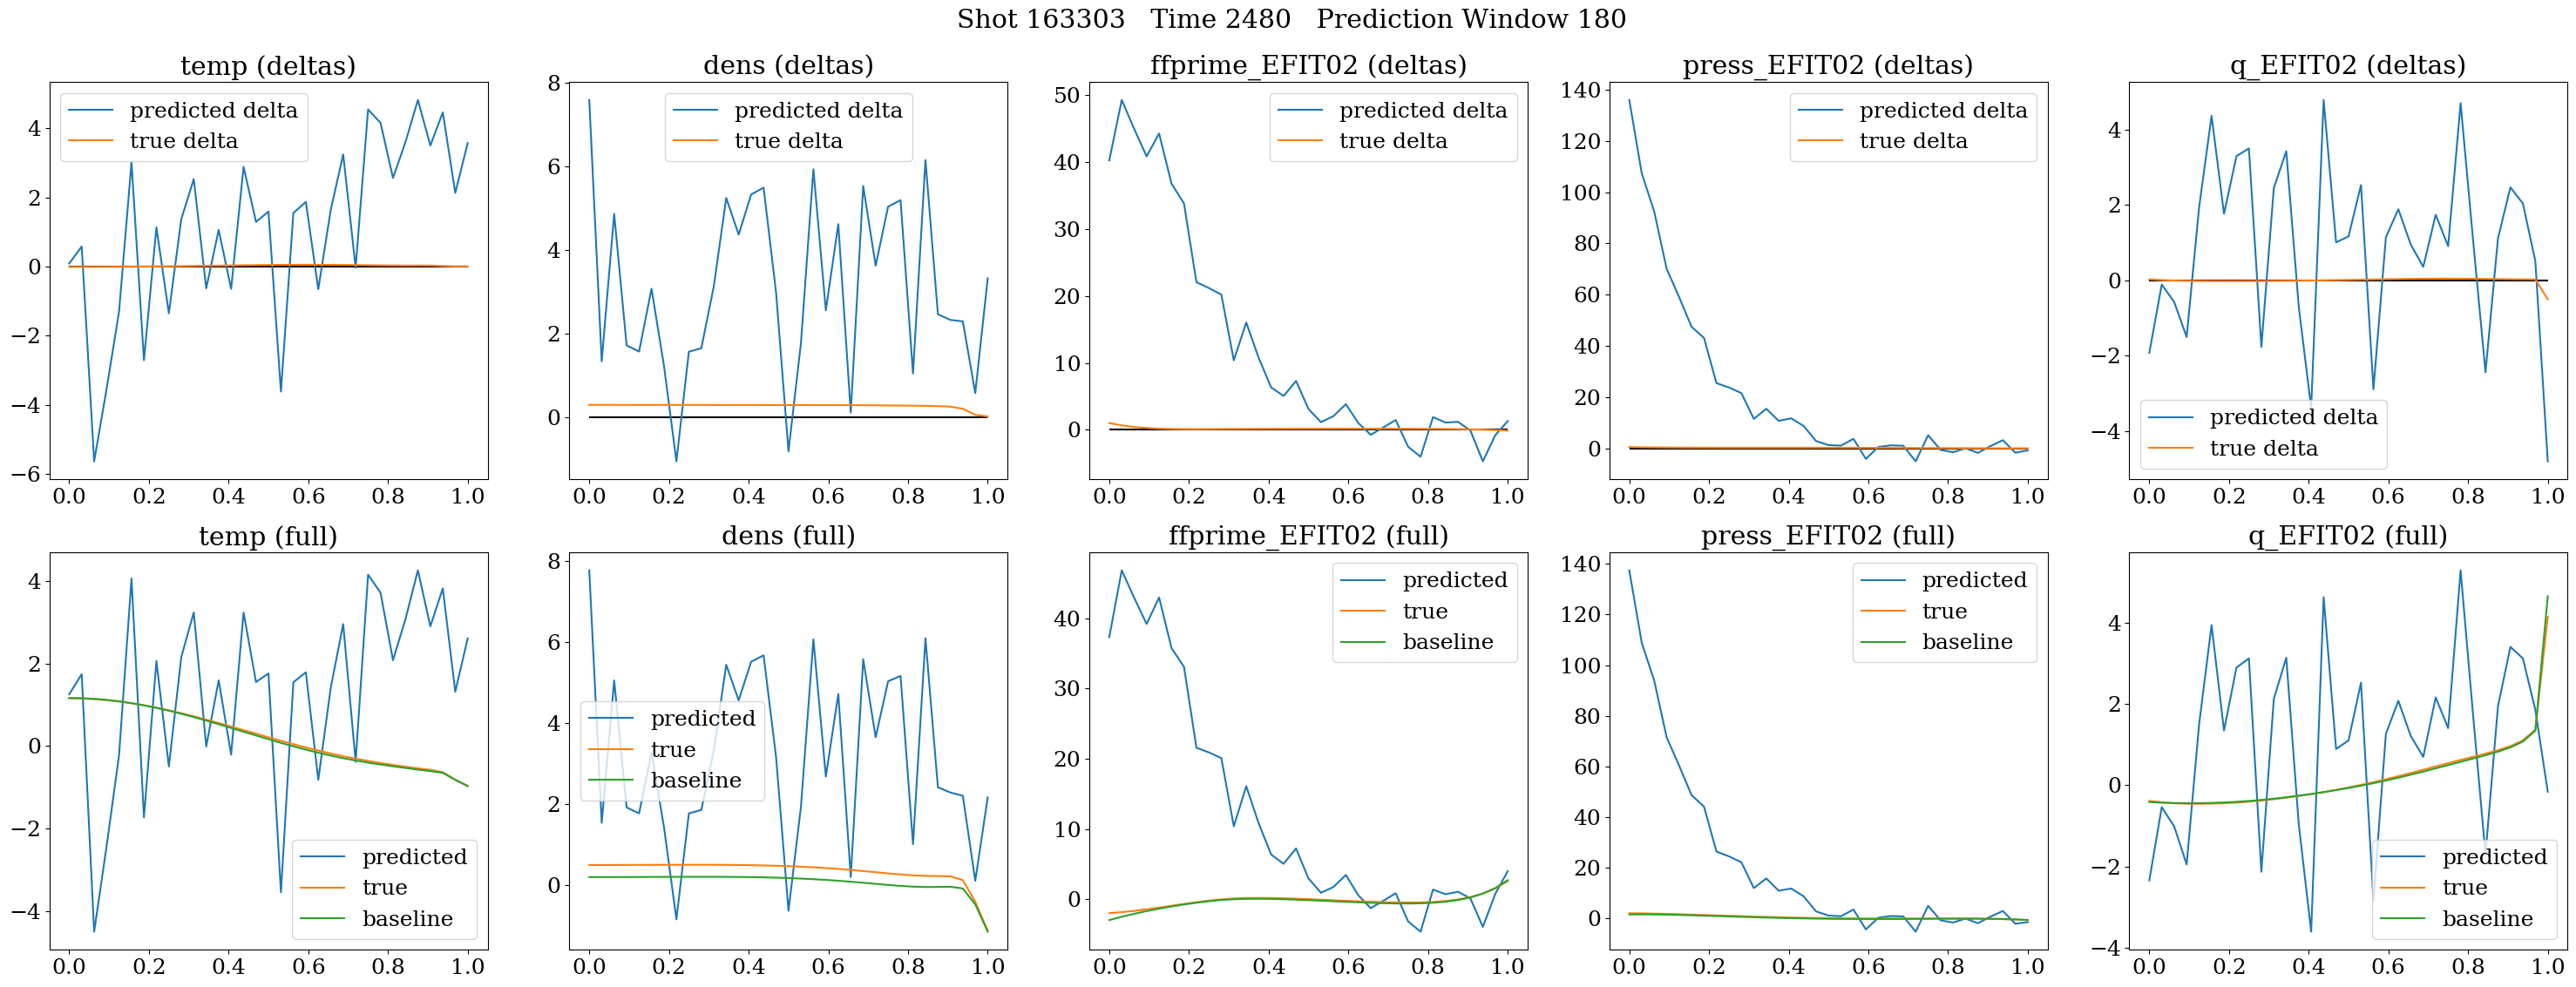 Shot 163303   Time 2480   Prediction Window 180
temp (deltas)
predicted delta
true delta
4
2
0
−2
−4
−6
0.0 0.2 0.4 0.6 0.8 1.0
dens (deltas)
predicted delta
true delta
8
6
4
2
0
0.0 0.2 0.4 0.6 0.8 1.0
ffprime_EFIT02 (deltas)
predicted delta
true delta
50
40
30
20
10
0
0.0 0.2 0.4 0.6 0.8 1.0
press_EFIT02 (deltas)
predicted delta
true delta
140
120
100
80
60
40
20
0
0.0 0.2 0.4 0.6 0.8 1.0
q_EFIT02 (deltas)
4
2
0
−2
−4
predicted delta
true delta
0.0 0.2 0.4 0.6 0.8 1.0
temp (full)
4
2
0
−2
−4
predicted
true
baseline
0.0 0.2 0.4 0.6 0.8 1.0
dens (full)
8
6
4
2
0
predicted
true
baseline
0.0 0.2 0.4 0.6 0.8 1.0
ffprime_EFIT02 (full)
predicted
true
baseline
40
30
20
10
0
0.0 0.2 0.4 0.6 0.8 1.0
press_EFIT02 (full)
predicted
true
baseline
140
120
100
80
60
40
20
0
0.0 0.2 0.4 0.6 0.8 1.0
q_EFIT02 (full)
4
2
0
−2
−4
predicted
true
baseline
0.0 0.2 0.4 0.6 0.8 1.0